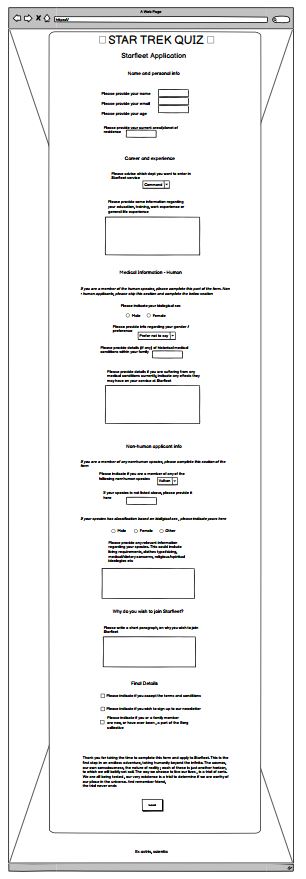 A Web Page
https://
STAR TREK QUIZ
Starfleet Application
Name and personal info
Please provide your name
Please provide your email
Please provide your age
Please provide your current area/planet of
residence
Career and experience
Please advise which dept you want to enter in
Starfleet service
Command
Please provide some information regarding
your education, training, work experience or
general life experience
Medical Information - Human
If you are a member of the human species, please complete this part of the form. Non
- human applicants, please skip this section and complete the below section
Please indicate your biological sex
Male Female
Please provide info regarding your gender /
preference
Prefer not to say
Please provide details (if any) of historical medical
conditions within your family
Please provide details if you are suffering from any
medical conditions currently, indicate any effects they
may have on your service at Starfleet
Non-human applicant info
If you are a member of any nonhuman species, please complete this section of the
form
Please indicate if you are a member of any of the
following nonhuman species
Vulcan
If your species is not listed above, please provide it
here
If your species has classification based on biological sex, please indicate yours here
Male Female Other
Please provide any relevant information
regarding your species. This could include
living requirements, clothes type/sizing,
medical/dietary concerns, religious/spiritual
ideologies etc
Why do you wish to join Starfleet?
Please write a short paragraph, on why you wish to join
Starfleet
Final Details
Please indicate if you accept the terms and conditions
Please indicate if you wish to sign up to our newsletter
Please indicate if you or a family member
are now, or have ever been, a part of the Borg
collective
Thank you for taking the time to complete this form and apply to Starfleet. This is the
first step in an endless adventure, taking humanity beyond the infinite. The cosmos,
our own consciousness, the nature of reality; each of these is just another horizon,
to which we will boldly set sail. The way we choose to live our lives, is a trial of sorts.
We are all being tested, our very existence is a trial to determine if we are worthy of
our place in the universe. And remember friend,
the trial never ends
Ex astris, scientia